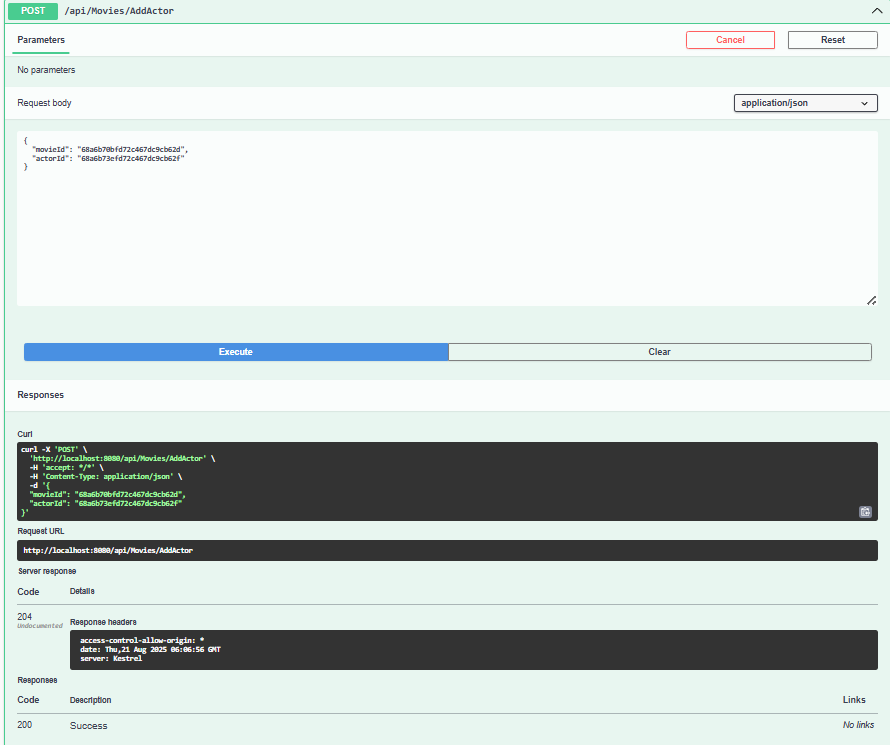 POST /api/Movies/AddActor
Parameters
Cancel
Reset
No parameters
Request body
application/json
{
  "movieId": "68a6b70bfd72c467dc9cb62d",
  "actorId": "68a6b73efd72c467dc9cb62f"
}
Execute
Clear
Responses
Curl
curl -X 'POST' \
  'http://localhost:8080/api/Movies/AddActor' \
  -H 'accept: */*' \
  -H 'Content-Type: application/json' \
  -d '{
  "movieId": "68a6b70bfd72c467dc9cb62d",
  "actorId": "68a6b73efd72c467dc9cb62f"
}'
Request URL
http://localhost:8080/api/Movies/AddActor
Server response
Code Details
204
Undocumented
Response headers
access-control-allow-origin: *
date: Thu,21 Aug 2025 06:06:56 GMT
server: Kestrel
Responses
Code Description Links
200 Success No links